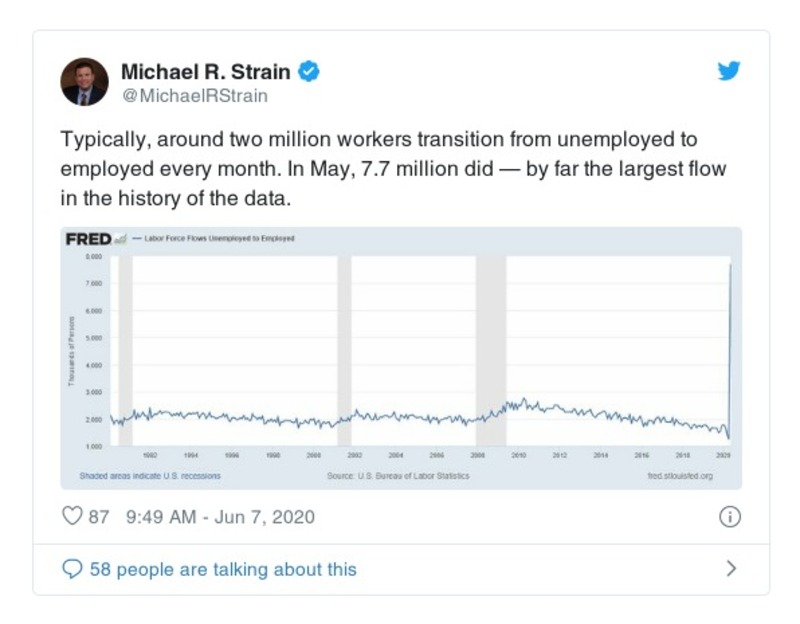 Michael R. Strain
@MichaelRStrain
Typically, around two million workers transition from unemployed to
employed every month. In May, 7.7 million did — by far the largest flow
in the history of the data.
FRED — Labor Force Flows Unemployed to Employed
Thousands of Persons
8,000
7,000
6,000
5,000
4,000
3,000
2,000
1,000
1992 1994 1996 1998 2000 2002 2004 2006 2008 2010 2012 2014 2016 2018 2020
Shaded areas indicate U.S. recessions Source: U.S. Bureau of Labor Statistics fred.stlouisfed.org
87 9:49 AM - Jun 7, 2020
58 people are talking about this